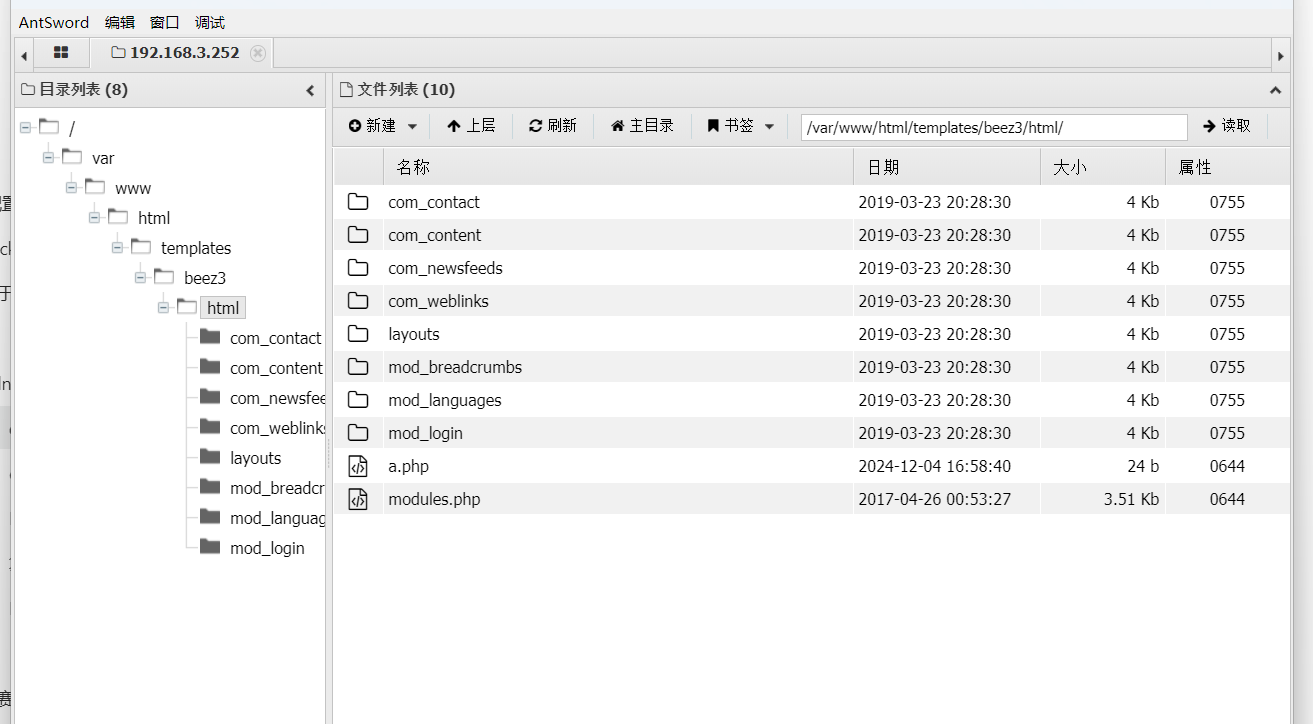 AntSword 编辑 窗口 调试
192.168.3.252
目录列表 (8)
/
var
www
html
templates
beez3
html
com_contact
com_content
com_newsfee
com_weblinks
layouts
mod_breadcr
mod_languag
mod_login
文件列表 (10)
新建 上层 刷新 主目录 书签 /var/www/html/templates/beez3/html/ 读取
名称 日期 大小 属性
com_contact 2019-03-23 20:28:30 4 Kb 0755
com_content 2019-03-23 20:28:30 4 Kb 0755
com_newsfeeds 2019-03-23 20:28:30 4 Kb 0755
com_weblinks 2019-03-23 20:28:30 4 Kb 0755
layouts 2019-03-23 20:28:30 4 Kb 0755
mod_breadcrumbs 2019-03-23 20:28:30 4 Kb 0755
mod_languages 2019-03-23 20:28:30 4 Kb 0755
mod_login 2019-03-23 20:28:30 4 Kb 0755
a.php 2024-12-04 16:58:40 24 b 0644
modules.php 2017-04-26 00:53:27 3.51 Kb 0644